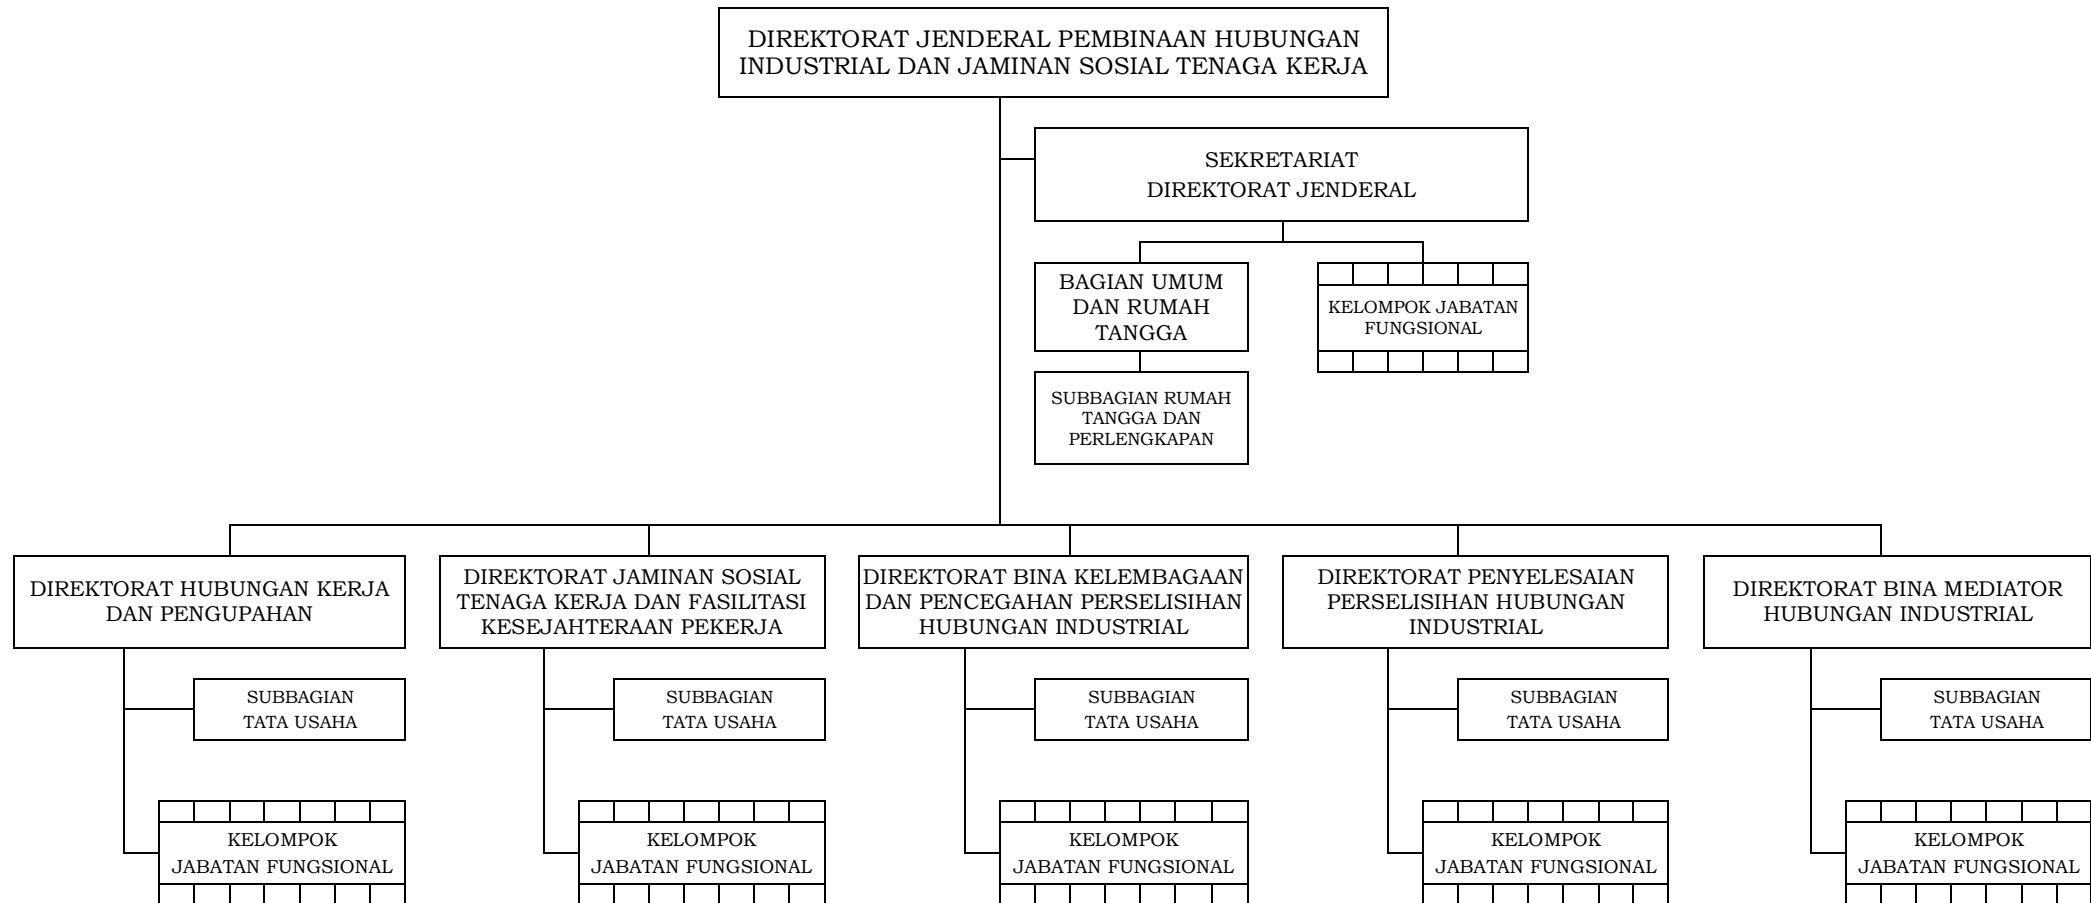 DIREKTORAT JENDERAL PEMBINAAN HUBUNGAN
INDUSTRIAL DAN JAMINAN SOSIAL TENAGA KERJA
SEKRETARIAT
DIREKTORAT JENDERAL
BAGIAN UMUM
DAN RUMAH
TANGGA
KELOMPOK JABATAN
FUNGSIONAL
SUBBAGIAN RUMAH
TANGGA DAN
PERLENGKAPAN
DIREKTORAT HUBUNGAN KERJA
DAN PENGUPAHAN
DIREKTORAT JAMINAN SOSIAL
TENAGA KERJA DAN FASILITASI
KESEJAHTERAAN PEKERJA
DIREKTORAT BINA KELEMBAGAAN
DAN PENCEGAHAN PERSELISIHAN
HUBUNGAN INDUSTRIAL
DIREKTORAT PENYELESAIAN
PERSELISIHAN HUBUNGAN
INDUSTRIAL
DIREKTORAT BINA MEDIATOR
HUBUNGAN INDUSTRIAL
SUBBAGIAN
TATA USAHA
SUBBAGIAN
TATA USAHA
SUBBAGIAN
TATA USAHA
SUBBAGIAN
TATA USAHA
SUBBAGIAN
TATA USAHA
KELOMPOK
JABATAN FUNGSIONAL
KELOMPOK
JABATAN FUNGSIONAL
KELOMPOK
JABATAN FUNGSIONAL
KELOMPOK
JABATAN FUNGSIONAL
KELOMPOK
JABATAN FUNGSIONAL